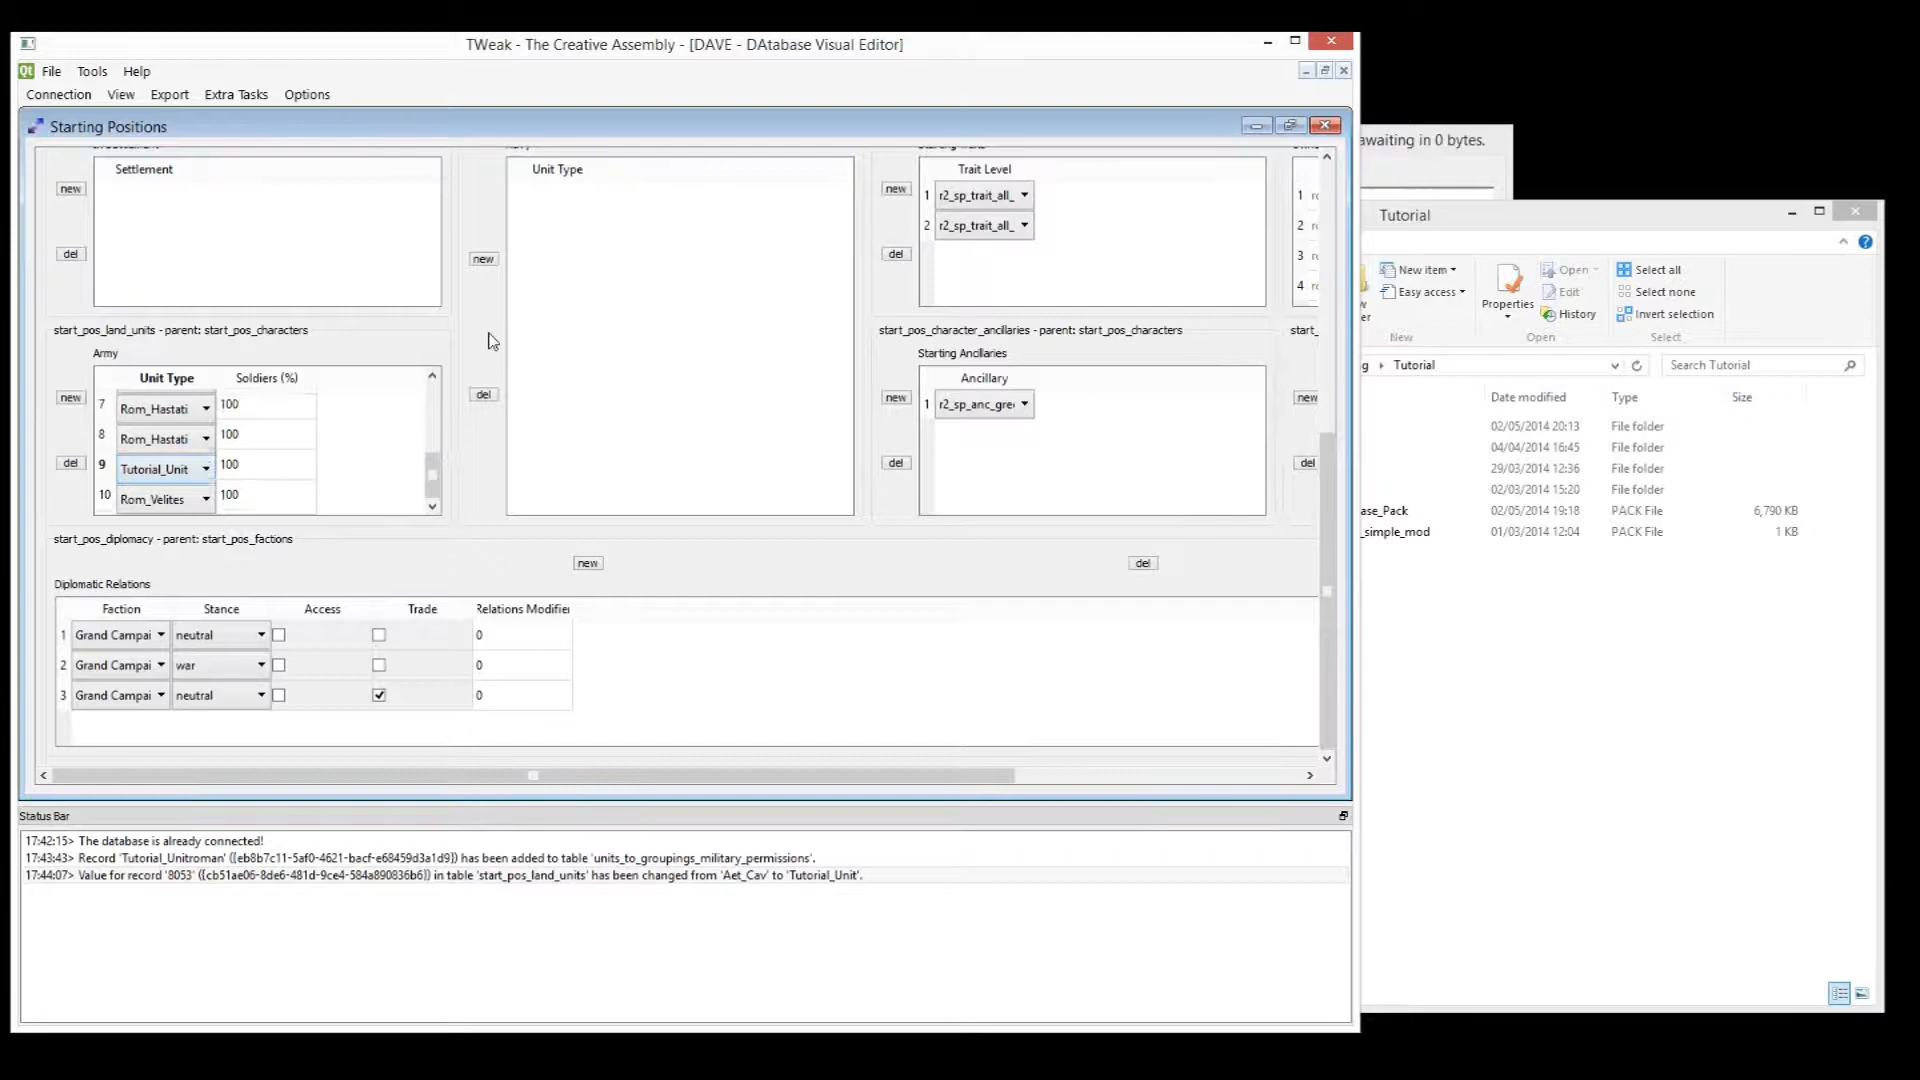 TWeak - The Creative Assembly - [DAVE - DAtabase Visual Editor]
Qt File Tools Help
Connection View Export Extra Tasks Options
Starting Positions
awaiting in 0 bytes.
Settlement
Unit Type
Trait Level
new
del
new
del
new
del
1 r2_sp_trait_all_
2 r2_sp_trait_all_
1
2
3
4
start_pos_land_units - parent: start_pos_characters
Army
Unit Type Soldiers (%)
7 Rom_Hastati 100
8 Rom_Hastati 100
9 Tutorial_Unit 100
10 Rom_Velites 100
new
del
start_pos_character_ancillaries - parent: start_pos_characters
Starting Ancillaries
Ancillary
1 r2_sp_anc_gre
new
del
start_
new
del
start_pos_diplomacy - parent: start_pos_factions
new
del
Diplomatic Relations
Faction Stance Access Trade Relations Modifie
1 Grand Campai neutral 0
2 Grand Campai war 0
3 Grand Campai neutral 0
Status Bar
17:42:15> The database is already connected!
17:43:43> Record 'Tutorial_Unitroman' ({eb8b7c11-5af0-4621-bacf-e68459d3a1d9}) has been added to table 'units_to_groupings_military_permissions'.
17:44:07> Value for record '8053' ({cb51ae06-8de6-481d-9ce4-584a890836b6}) in table 'start_pos_land_units' has been changed from 'Aet_Cav' to 'Tutorial_Unit'.
Tutorial
New item
Easy access
Properties
Open
Edit
History
Select all
Select none
Invert selection
New
Open
Select
Tutorial
Search Tutorial
Date modified Type Size
02/05/2014 20:13 File folder
04/04/2014 16:45 File folder
29/03/2014 12:36 File folder
02/03/2014 15:20 File folder
ase_Pack 02/05/2014 19:18 PACK File 6,790 KB
_simple_mod 01/03/2014 12:04 PACK File 1 KB